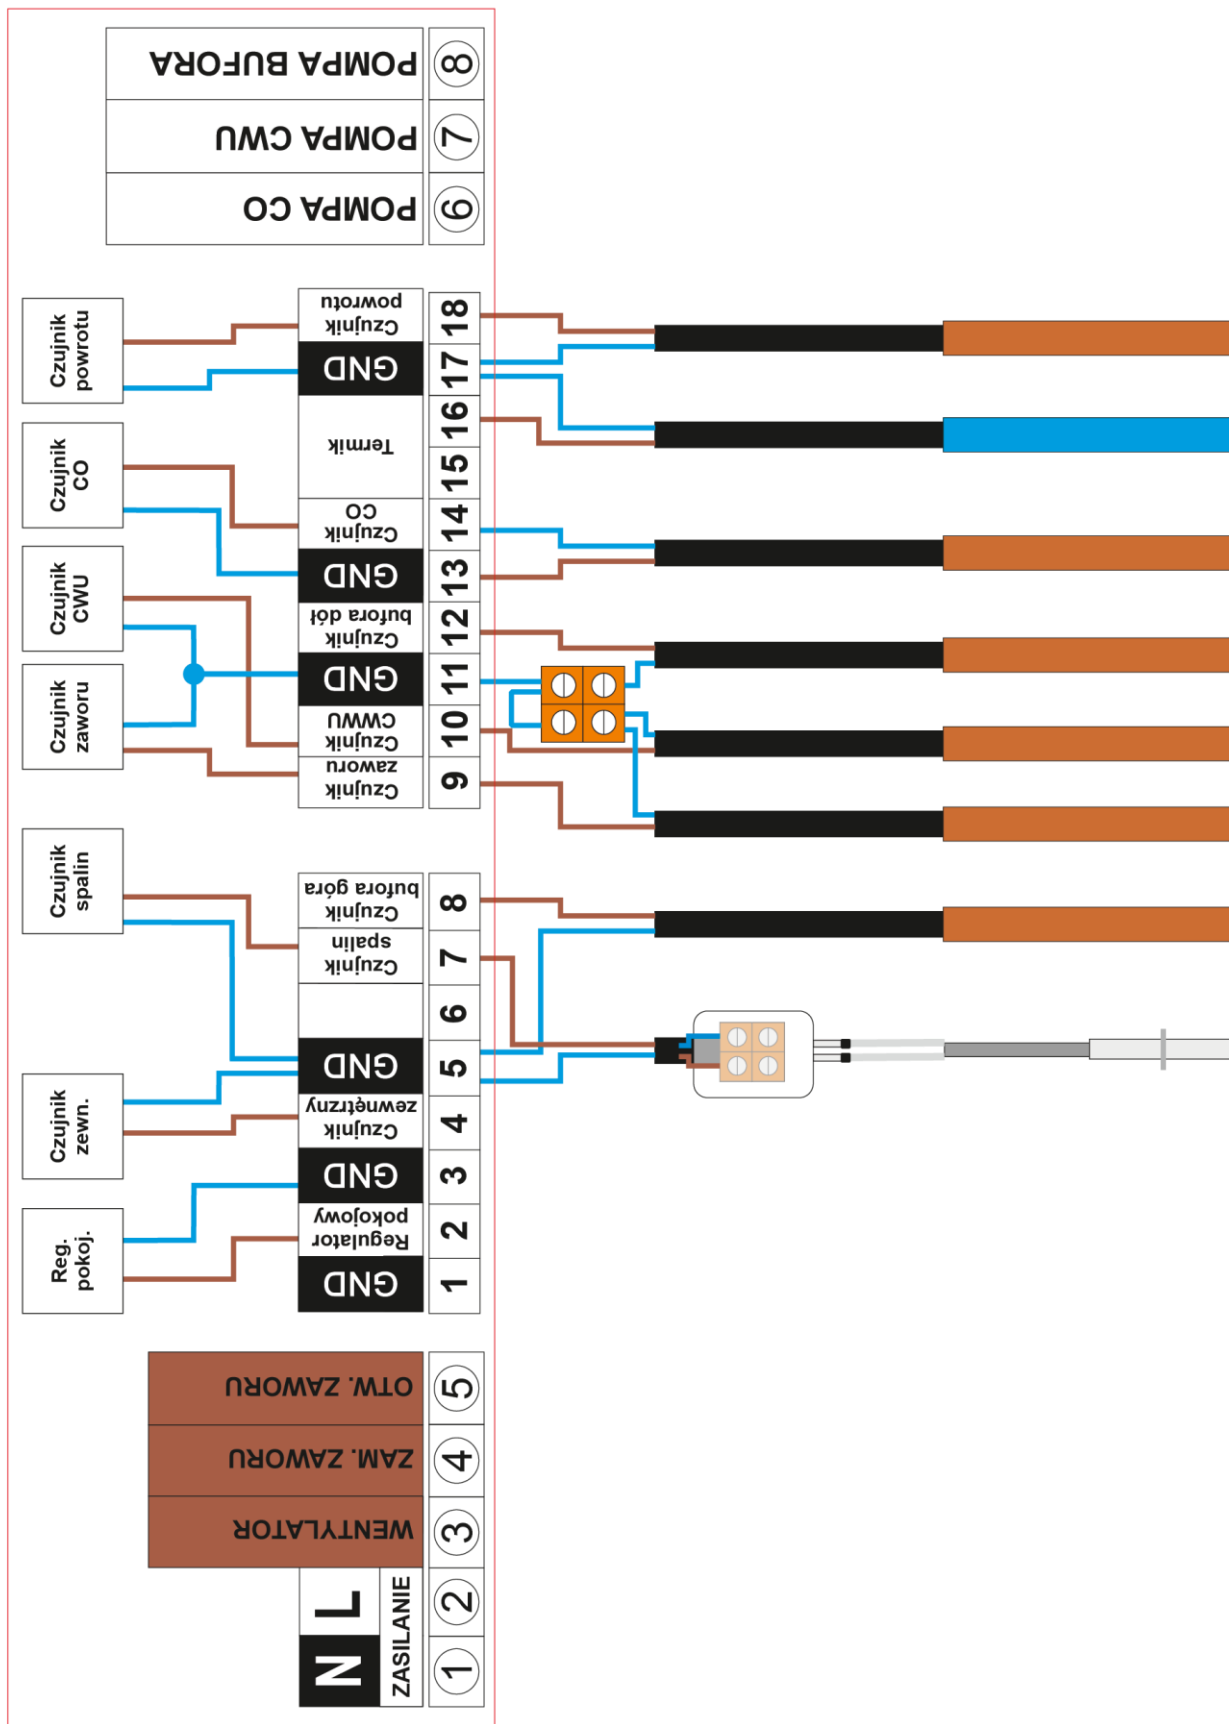 POMPA BUFORA
8
POMPA CWU
7
POMPA CO
6
Czujnik
powrotu
Czujnik
powrotu
18
GND
17
Czujnik
CO
Termik
16
15
Czujnik
CO
14
GND
13
Czujnik
CWU
Czujnik
bufora dół
12
GND
11
Czujnik
zaworu
Czujnik
CWWU
10
Czujnik
zaworu
9
Czujnik
spalin
Czujnik
bufora góra
8
Czujnik
spalin
7
6
GND
5
Czujnik
zewn.
Czujnik
zewnętrzny
4
GND
3
Reg.
pokoj.
Regulator
pokojowy
2
GND
1
OTW. ZAWORU
5
ZAM. ZAWORU
4
WENTYLATOR
3
N L
ZASILANIE
2
1